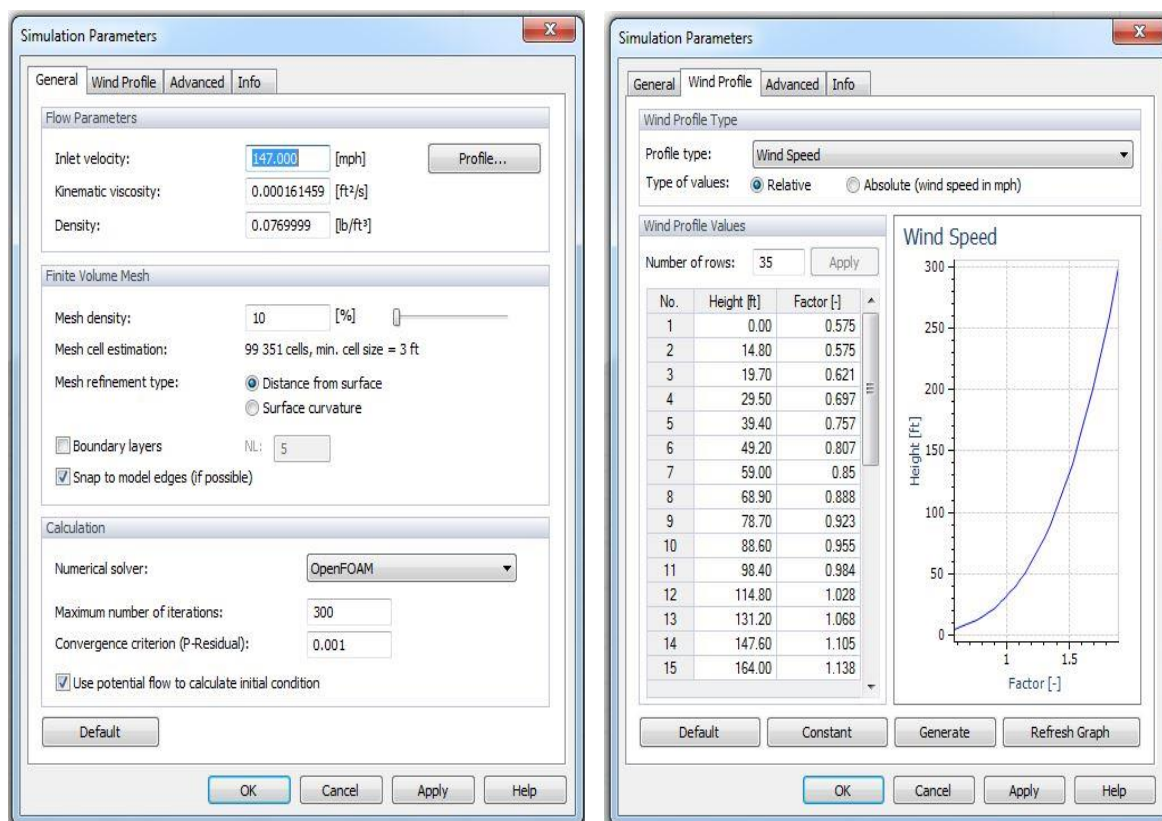 Simulation Parameters
General Wind Profile Advanced Info
Flow Parameters
Inlet velocity: 147.000 [mph] Profile...
Kinematic viscosity: 0.000161459 [ft²/s]
Density: 0.0769999 [lb/ft³]
Finite Volume Mesh
Mesh density: 10 [%]
Mesh cell estimation: 99 351 cells, min. cell size = 3 ft
Mesh refinement type: Distance from surface
Surface curvature
Boundary layers NL: 5
Snap to model edges (if possible)
Calculation
Numerical solver: OpenFOAM
Maximum number of iterations: 300
Convergence criterion (P-Residual): 0.001
Use potential flow to calculate initial condition
Default
OK Cancel Apply Help
Simulation Parameters
General Wind Profile Advanced Info
Wind Profile Type
Profile type: Wind Speed
Type of values: Relative Absolute (wind speed in mph)
Wind Profile Values
Number of rows: 35 Apply
No. Height [ft] Factor [-]
1 0.00 0.575
2 14.80 0.575
3 19.70 0.621
4 29.50 0.697
5 39.40 0.757
6 49.20 0.807
7 59.00 0.85
8 68.90 0.888
9 78.70 0.923
10 88.60 0.955
11 98.40 0.984
12 114.80 1.028
13 131.20 1.068
14 147.60 1.105
15 164.00 1.138
Wind Speed
300
250
200
150
100
50
0
Height [ft]
1 1.5
Factor [-]
Default Constant Generate Refresh Graph
OK Cancel Apply Help